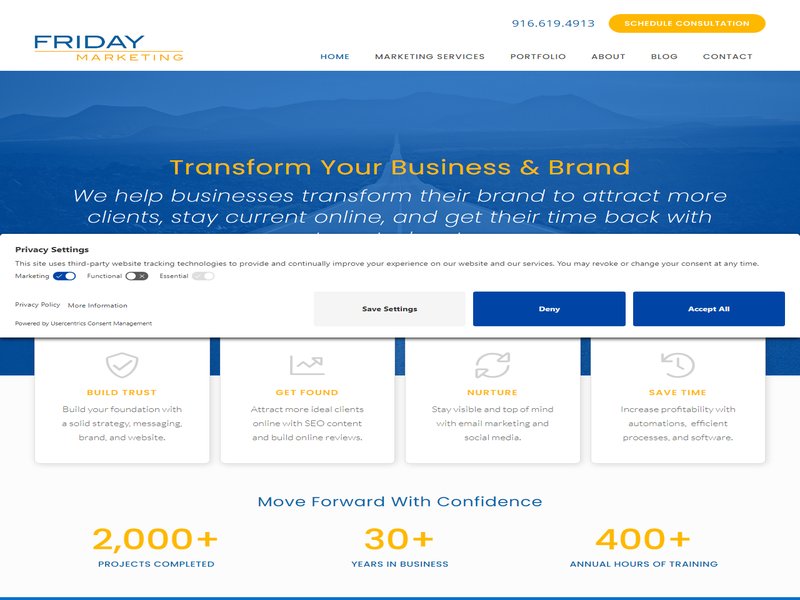 916.619.4913
SCHEDULE CONSULTATION
FRIDAY
MARKETING
HOME
MARKETING SERVICES
PORTFOLIO
ABOUT
BLOG
CONTACT
Transform Your Business & Brand
We help businesses transform their brand to attract more
clients, stay current online, and get their time back with
Privacy Settings
This site uses third-party website tracking technologies to provide and continually improve your experience on our website and our services. You may revoke or change your consent at any time.
Marketing
Functional
Essential
Privacy Policy
More Information
Powered by Usercentrics Consent Management
Save Settings
Deny
Accept All
BUILD TRUST
Build your foundation with
a solid strategy, messaging,
brand, and website.
GET FOUND
Attract more ideal clients
online with SEO content
and build online reviews.
NURTURE
Stay visible and top of mind
with email marketing and
social media.
SAVE TIME
Increase profitability with
automations, efficient
processes, and software.
Move Forward With Confidence
2,000+
PROJECTS COMPLETED
30+
YEARS IN BUSINESS
400+
ANNUAL HOURS OF TRAINING